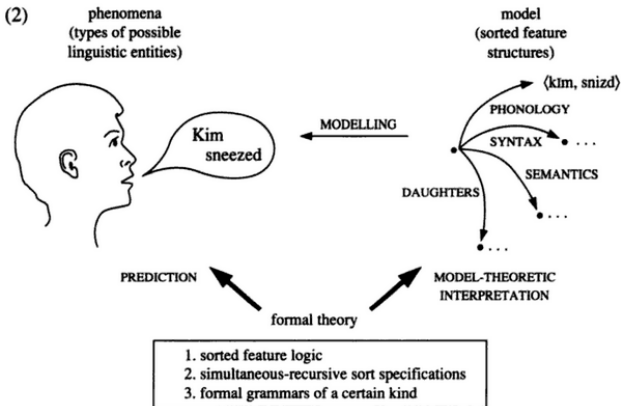 (2)
phenomena
(types of possible
linguistic entities)
model
(sorted feature
structures)
Kim
sneezed
MODELLING
⟨kɪm, snizd⟩
PHONOLOGY
SYNTAX
...
SEMANTICS
...
DAUGHTERS
...
PREDICTION
MODEL-THEORETIC
INTERPRETATION
formal theory
1. sorted feature logic
2. simultaneous-recursive sort specifications
3. formal grammars of a certain kind